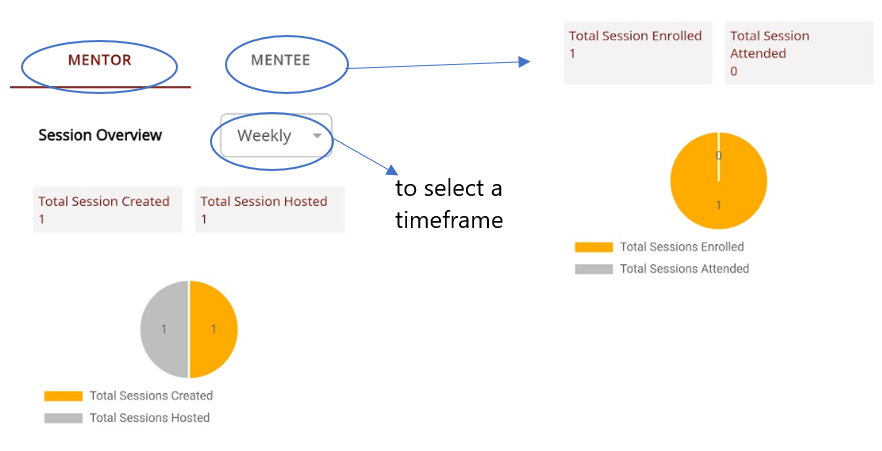 MENTOR
MENTEE
Session Overview
Weekly
to select a
timeframe
Total Session Created
1
Total Session Hosted
1
1
1
Total Sessions Created
Total Sessions Hosted
Total Session Enrolled
1
Total Session
Attended
0
0
1
Total Sessions Enrolled
Total Sessions Attended